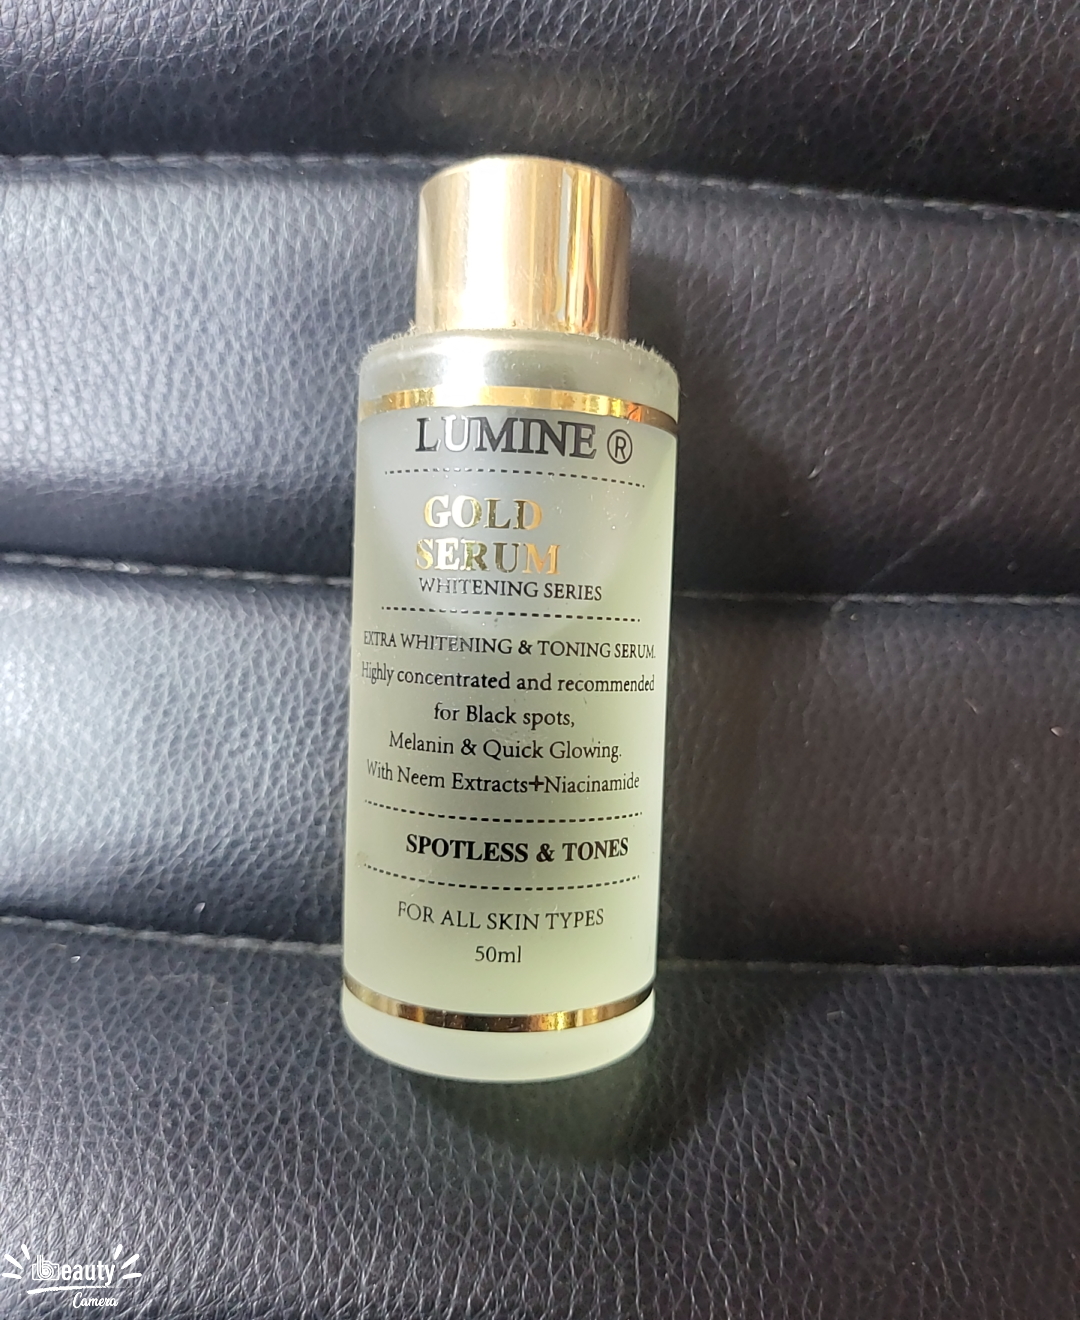 LUMINE ®
GOLD
SERUM
WHITENING SERIES
EXTRA WHITENING & TONING SERUM.
Highly concentrated and recommended
for Black spots,
Melanin & Quick Glowing.
With Neem Extracts+Niacinamide
SPOTLESS & TONES
FOR ALL SKIN TYPES
50ml
beauty
Camera